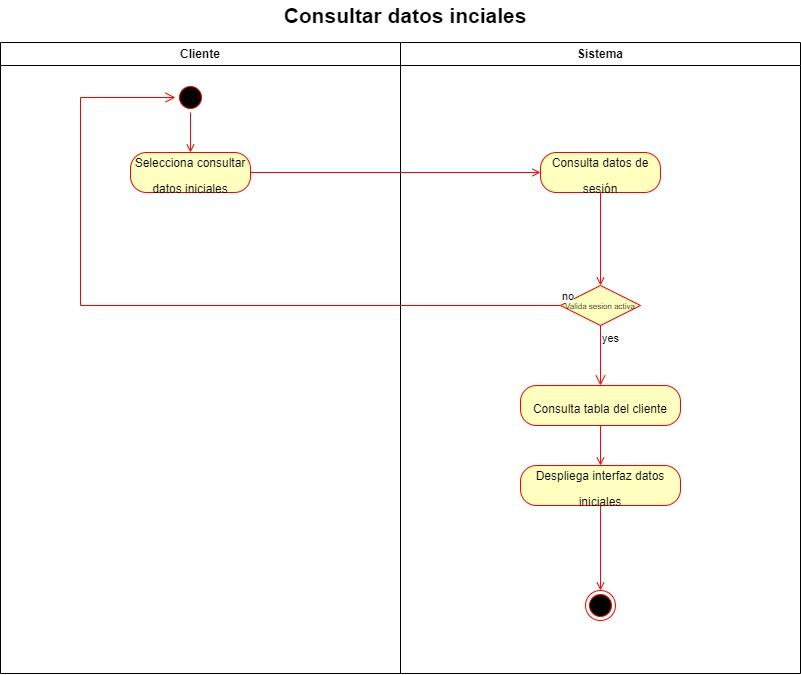 Consultar datos inciales
Cliente
Sistema
Selecciona consultar
datos iniciales
Consulta datos de
sesión
no
Valida sesion activa
yes
Consulta tabla del cliente
Despliega interfaz datos
iniciales